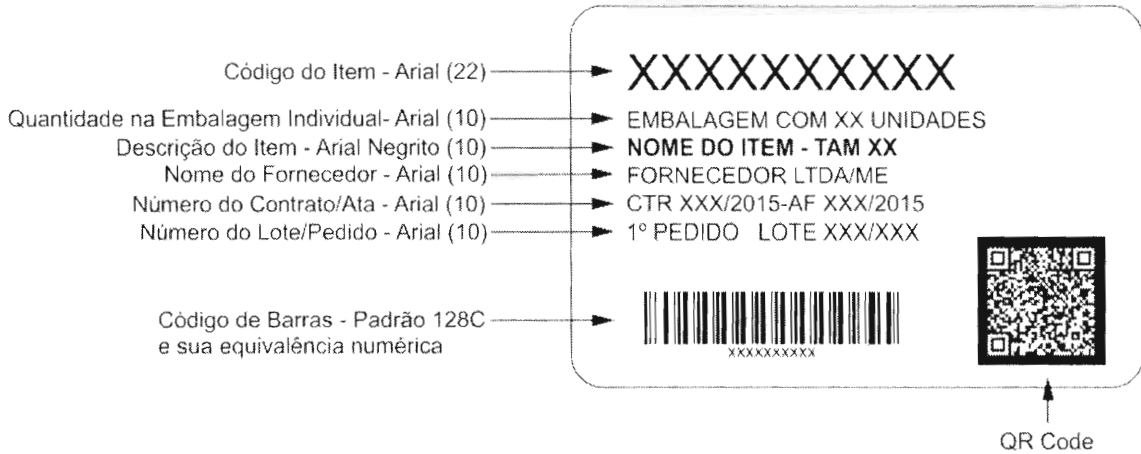 Código do Item - Arial (22)
XXXXXXXXXX
Quantidade na Embalagem Individual- Arial (10)
EMBALAGEM COM XX UNIDADES
Descrição do Item - Arial Negrito (10)
NOME DO ITEM - TAM XX
Nome do Fornecedor - Arial (10)
FORNECEDOR LTDA/ME
Número do Contrato/Ata - Arial (10)
CTR XXX/2015-AF XXX/2015
Número do Lote/Pedido - Arial (10)
1º PEDIDO LOTE XXX/XXX
Código de Barras - Padrão 128C
e sua equivalência numérica
XXXXXXXXXX
QR Code